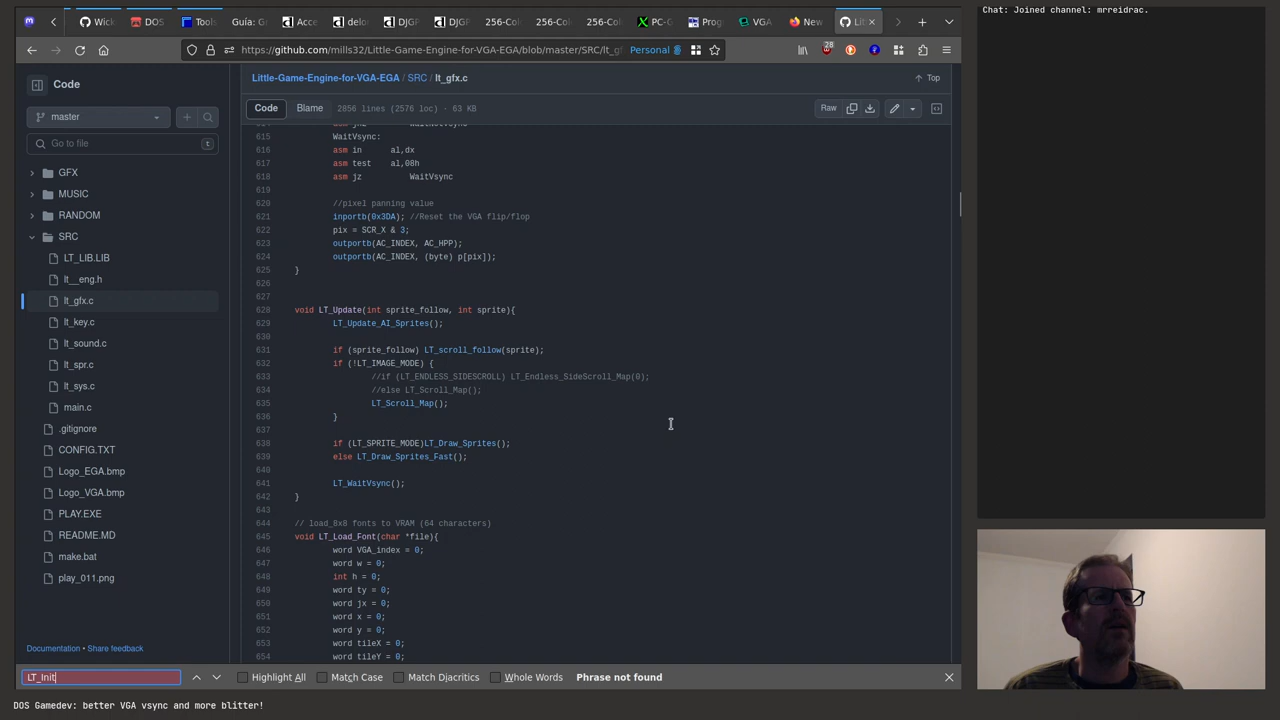 Wick
DOS
Tools
Guía: Ga
Acce
delo
DJGP
DJGP
256-Col
256-Col
256-Col
PC-G
Prog
VGA
New
Lit
https://github.com/mills32/Little-Game-Engine-for-VGA-EGA/blob/master/SRC/lt_gf
Personal
28
Chat: Joined channel: mrreidrac.
Code
Little-Game-Engine-for-VGA-EGA / SRC / lt_gfx.c
Top
master
Code Blame 2856 lines (2576 loc) · 63 KB
Raw
Go to file
t
GFX
MUSIC
RANDOM
SRC
LT_LIB.LIB
lt__eng.h
lt_gfx.c
lt_key.c
lt_sound.c
lt_spr.c
lt_sys.c
main.c
.gitignore
CONFIG.TXT
Logo_EGA.bmp
Logo_VGA.bmp
PLAY.EXE
README.MD
make.bat
play_011.png
Documentation · Share feedback
615 WaitVsync:
616 asm in al,dx
617 asm test al,08h
618 asm jz WaitVsync
619
620 //pixel panning value
621 inportb(0x3DA); //Reset the VGA flip/flop
622 pix = SCR_X & 3;
623 outportb(AC_INDEX, AC_HPP);
624 outportb(AC_INDEX, (byte) p[pix]);
625 }
626
627
628 void LT_Update(int sprite_follow, int sprite){
629 LT_Update_AI_Sprites();
630
631 if (sprite_follow) LT_scroll_follow(sprite);
632 if (!LT_IMAGE_MODE) {
633 //if (LT_ENDLESS_SIDESCROLL) LT_Endless_SideScroll_Map(0);
634 //else LT_Scroll_Map();
635 LT_Scroll_Map();
636 }
637
638 if (LT_SPRITE_MODE)LT_Draw_Sprites();
639 else LT_Draw_Sprites_Fast();
640
641 LT_WaitVsync();
642 }
643
644 // load_8x8 fonts to VRAM (64 characters)
645 void LT_Load_Font(char *file){
646 word VGA_index = 0;
647 word w = 0;
648 int h = 0;
649 word ty = 0;
650 word jx = 0;
651 word x = 0;
652 word y = 0;
653 word tileX = 0;
654 word tileY = 0;
LT_Init
Highlight All
Match Case
Match Diacritics
Whole Words
Phrase not found
DOS Gamedev: better VGA vsync and more blitter!